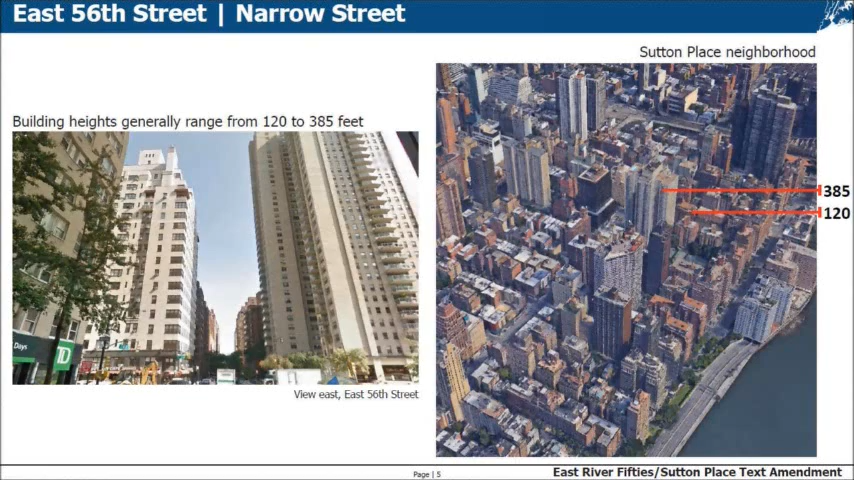 East 56th Street | Narrow Street
Sutton Place neighborhood
Building heights generally range from 120 to 385 feet
385
120
Days
TD
View east, East 56th Street
Page | 5
East River Fifties/Sutton Place Text Amendment